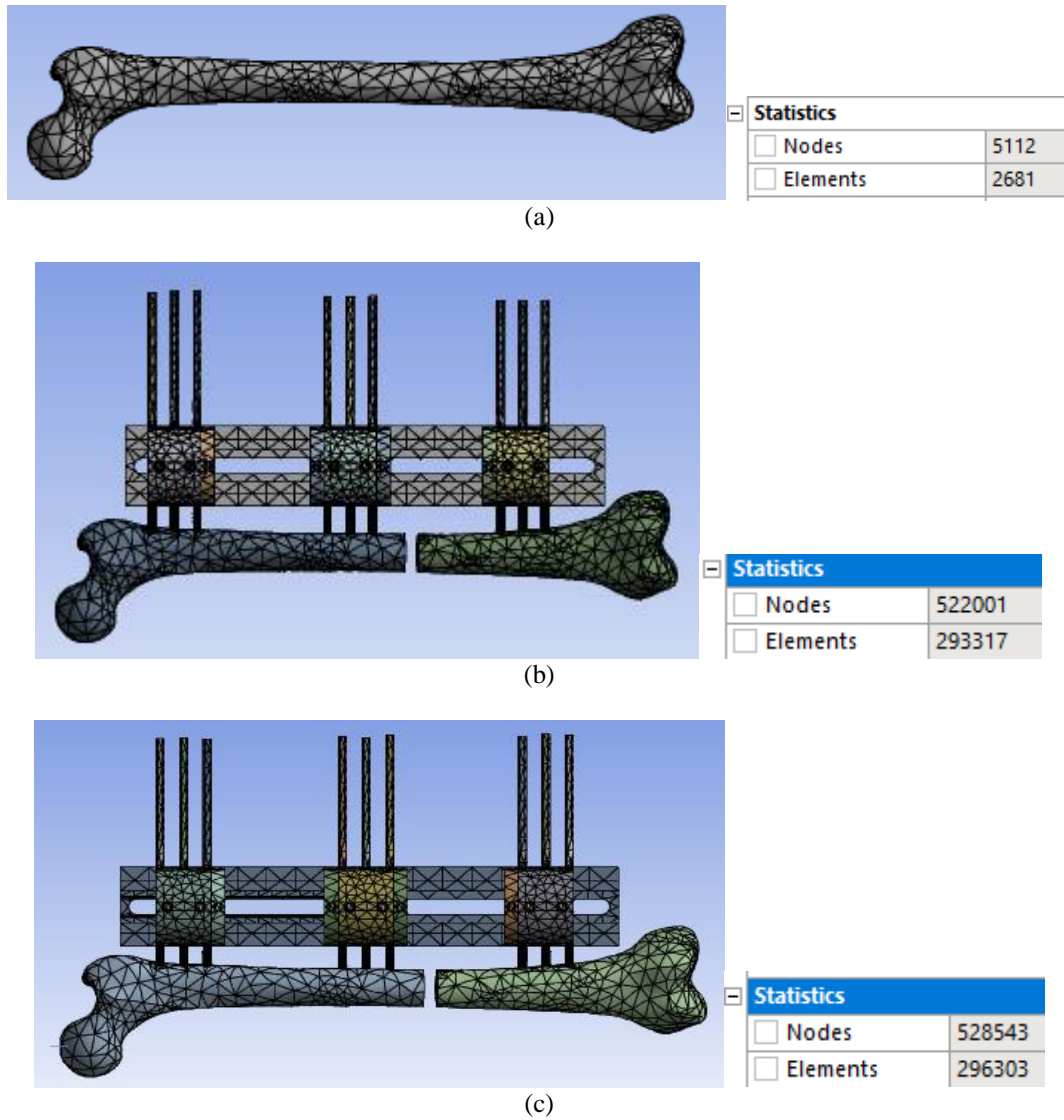 Statistics
Nodes 5112
Elements 2681
(a)
Statistics
Nodes 522001
Elements 293317
(b)
Statistics
Nodes 528543
Elements 296303
(c)